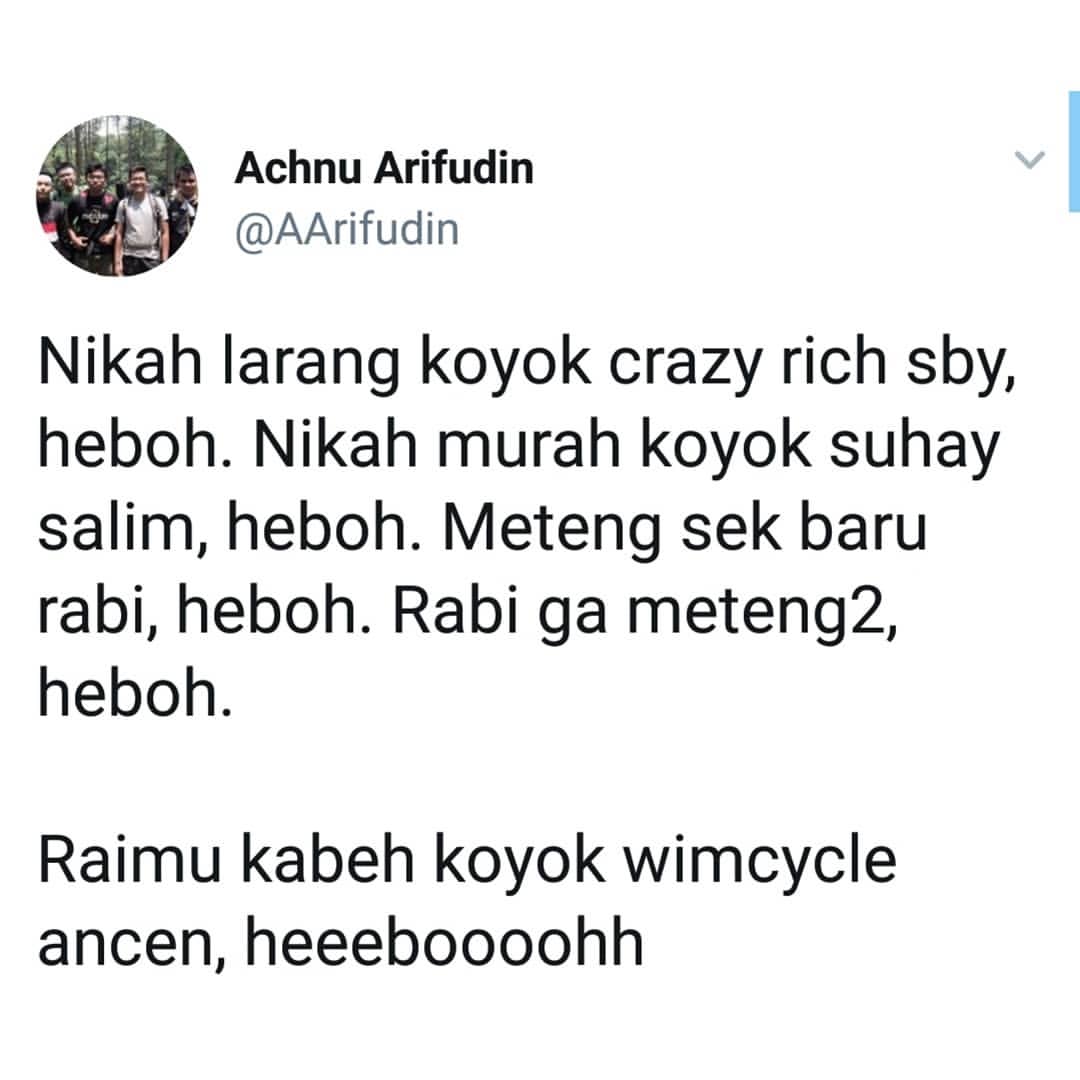 Achnu Arifudin
@AArifudin
Nikah larang koyok crazy rich sby,
heboh. Nikah murah koyok suhay
salim, heboh. Meteng sek baru
rabi, heboh. Rabi ga meteng2,
heboh.
Raimu kabeh koyok wimcycle
ancen, heeeboooohh